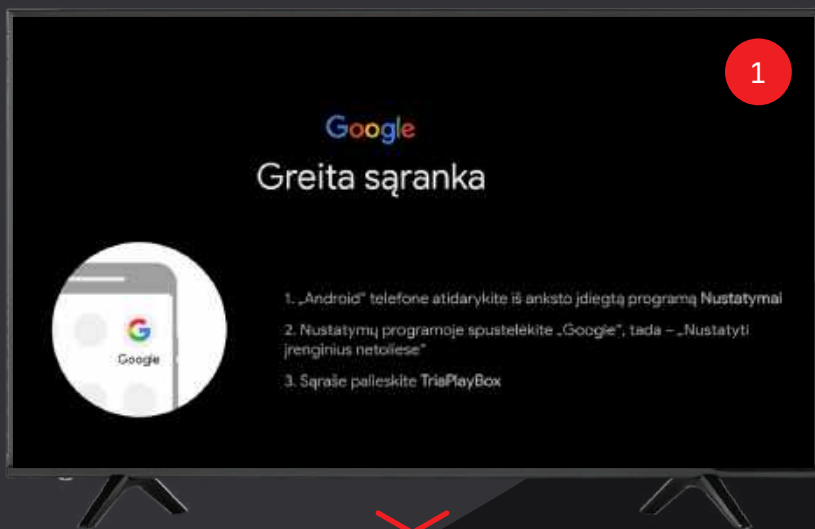 1
Google
Greita sąranka
G
Google
1. „Android“ telefone atidarykite iš anksto įdiegtą programą Nustatymai
2. Nustatymų programoje spustelėkite „Google“, tada – „Nustatyti
įrenginius netoliese“
3. Sąraše palieskite TriaPlayBox